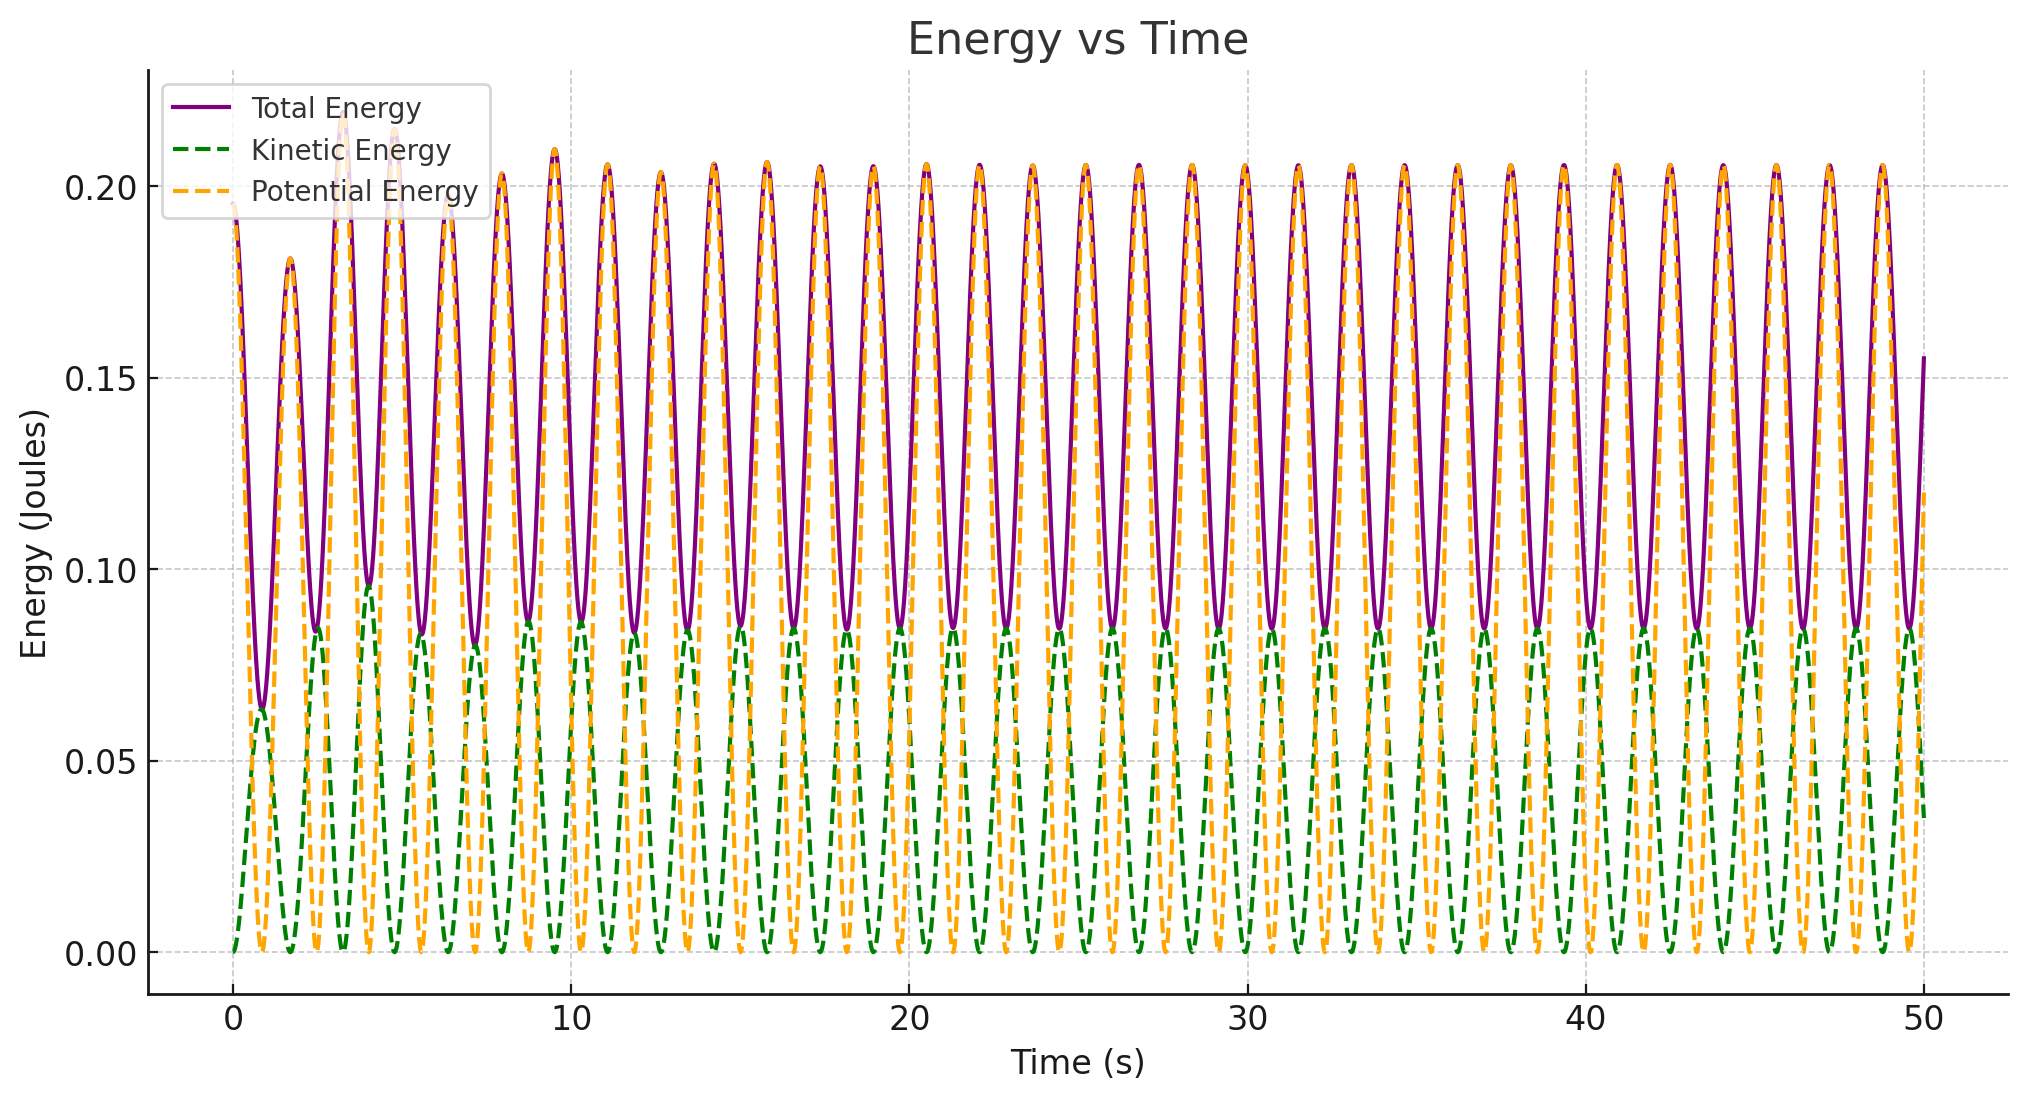 Energy vs Time
Total Energy
Kinetic Energy
Potential Energy
Energy (Joules)
0.20
0.15
0.10
0.05
0.00
0 10 20 30 40 50
Time (s)